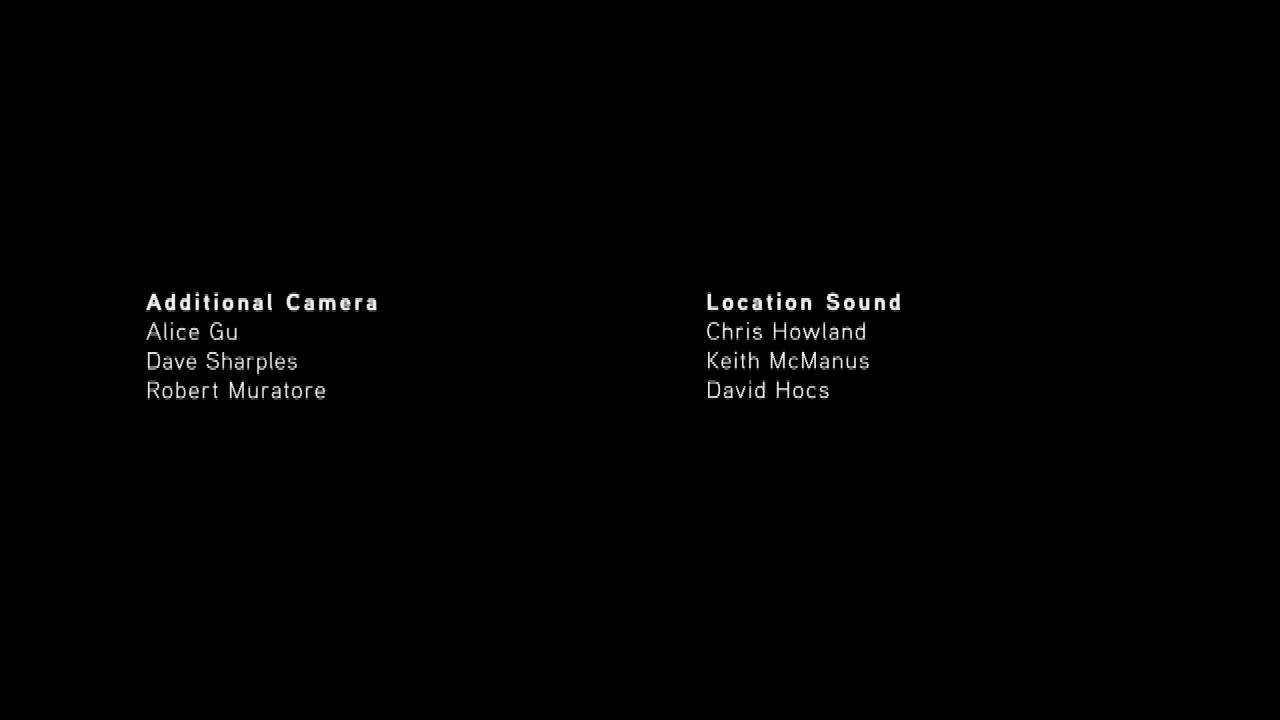 Additional Camera
Alice Gu
Dave Sharples
Robert Muratore
Location Sound
Chris Howland
Keith McManus
David Hocs